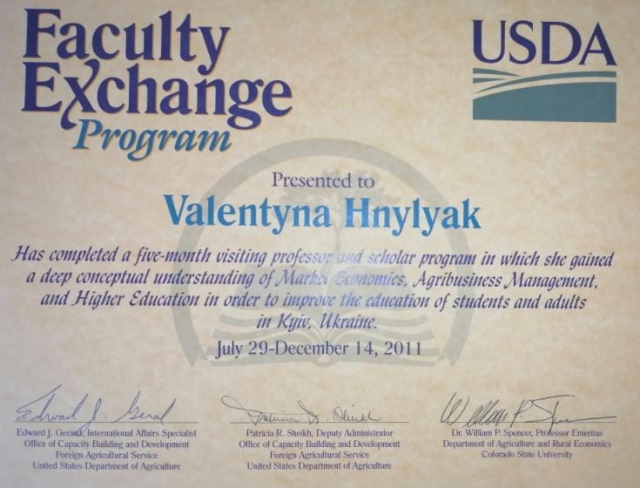 Faculty
Exchange
Program
USDA
Presented to
Valentyna Hnylyak
Has completed a five-month visiting professor and scholar program in which she gained
a deep conceptual understanding of Market Economics, Agribusiness Management,
and Higher Education in order to improve the education of students and adults
in Kyiv, Ukraine.
July 29-December 14, 2011
Edward J. Gerard, International Affairs Specialist
Office of Capacity Building and Development
Foreign Agricultural Service
United States Department of Agriculture
Patricia R. Sheikh, Deputy Administrator
Office of Capacity Building and Development
Foreign Agricultural Service
United States Department of Agriculture
Dr. William P. Spencer, Professor Emeritus
Department of Agriculture and Rural Economics
Colorado State University